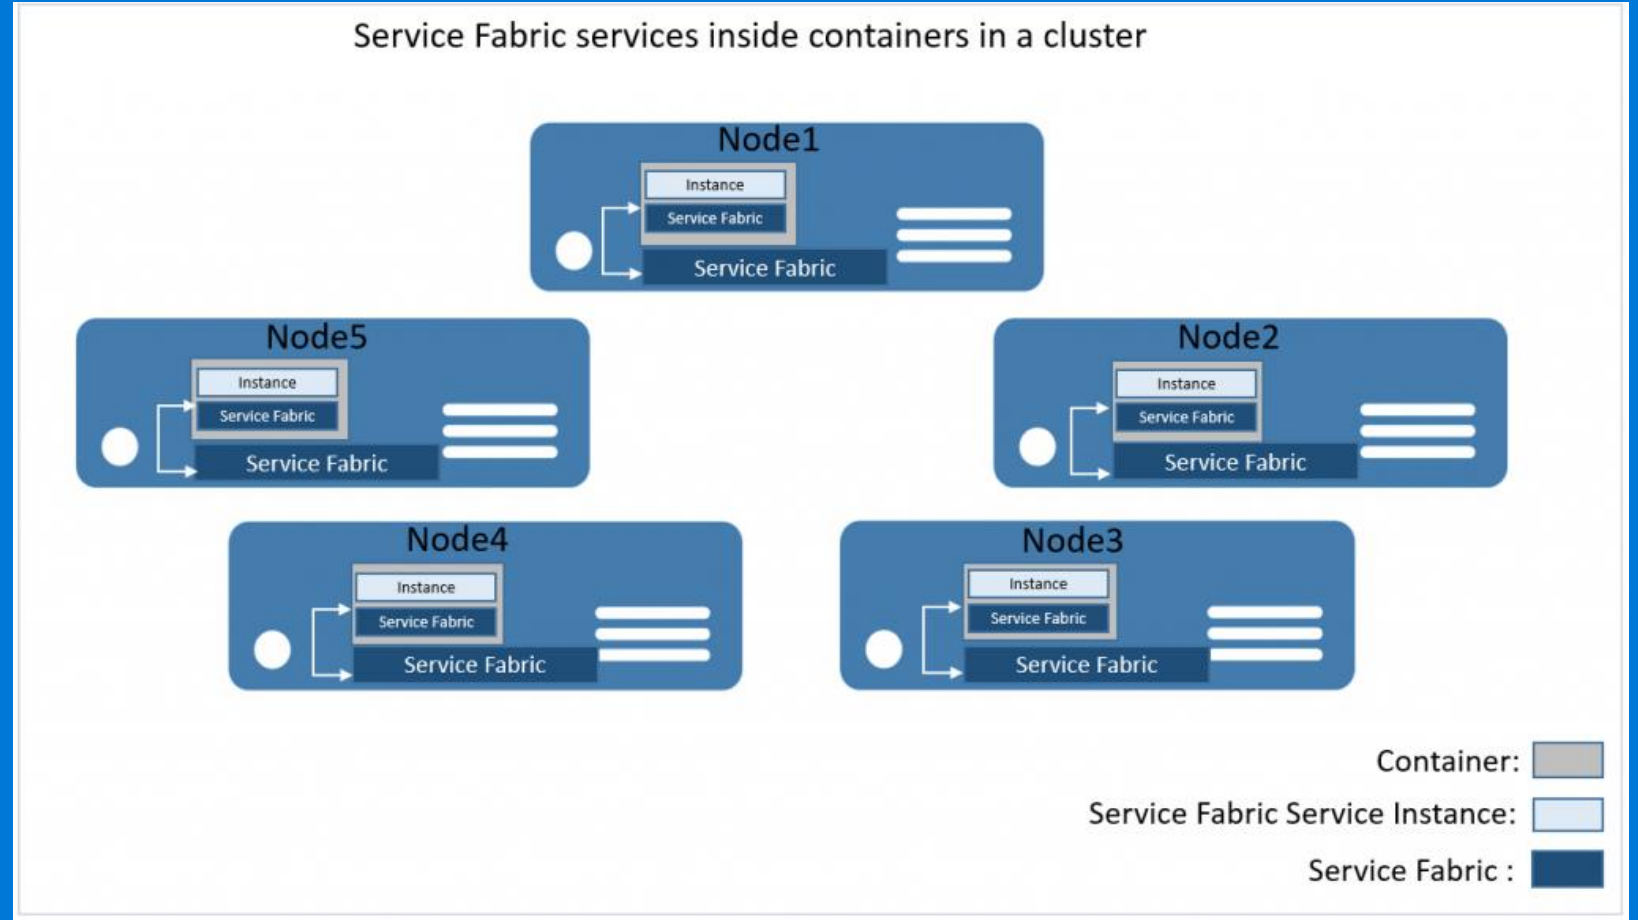 Service Fabric services inside containers in a cluster
Node1
Instance
Service Fabric
Service Fabric
Node5
Instance
Service Fabric
Service Fabric
Node2
Instance
Service Fabric
Service Fabric
Node4
Instance
Service Fabric
Service Fabric
Node3
Instance
Service Fabric
Service Fabric
Container:
Service Fabric Service Instance:
Service Fabric :